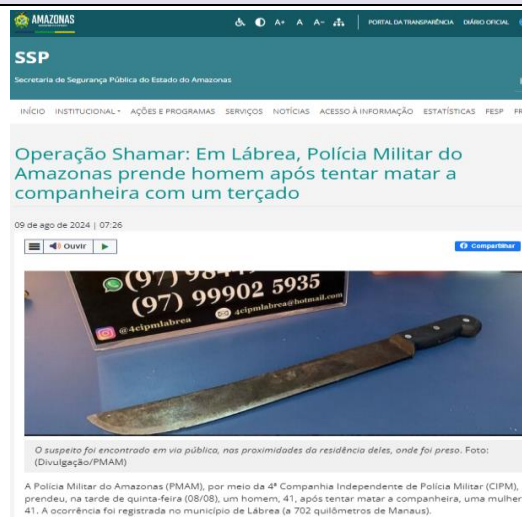 AMAZONAS
A+ A A- PORTAL DA TRANSPARÊNCIA DIÁRIO OFICIAL
SSP
Secretaria de Segurança Pública do Estado do Amazonas
INÍCIO INSTITUCIONAL AÇÕES E PROGRAMAS SERVIÇOS NOTÍCIAS ACESSO À INFORMAÇÃO ESTATÍSTICAS FESP
Operação Shamar: Em Lábrea, Polícia Militar do
Amazonas prende homem após tentar matar a
companheira com um terçado
09 de ago de 2024 | 07:26
Ouvir
Compartilhar
(97)
(97) 99902 5935
@4cipmlabrea
4cipmlabrea@hotmail.com
O suspeito foi encontrado em via pública, nas proximidades da residência deles, onde foi preso. Foto:
(Divulgação/PMAM)
A Polícia Militar do Amazonas (PMAM), por meio da 4ª Companhia Independente de Polícia Militar (CIPM),
prendeu, na tarde de quinta-feira (08/08), um homem, 41, após tentar matar a companheira, uma mulher
41. A ocorrência foi registrada no município de Lábrea (a 702 quilômetros de Manaus).